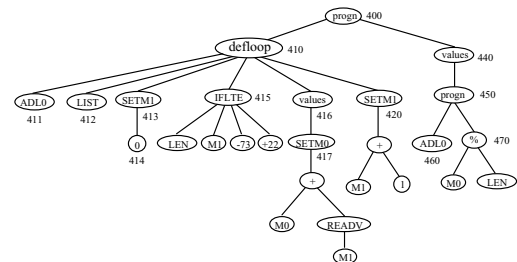 progn 400
defloop 410
values 440
ADL0 LIST SETM1 IFLTE 415 values SETM1 progn 450
411 412 413 416 420
0 LEN M1 -73 +22 SETM0 + ADL0 % 470
414 417 460
+ M1 1 M0 LEN
M0 READV
M1